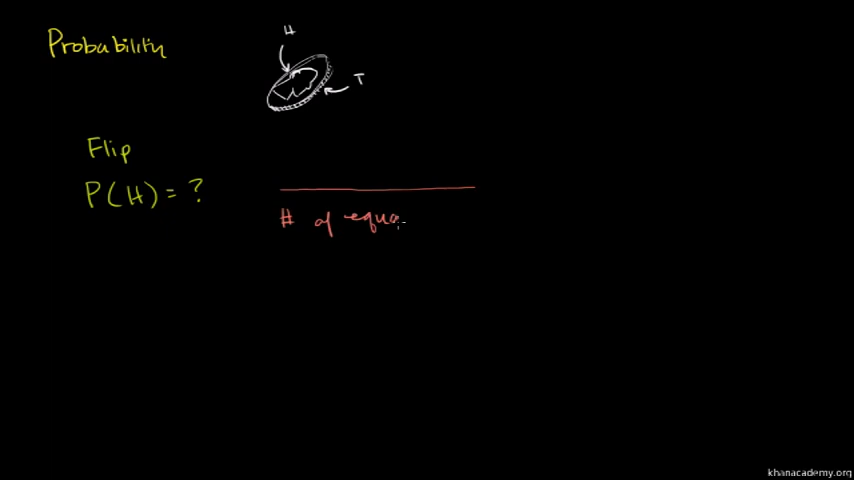 Probability
H
T
Flip
P(H) = ?
# of equa
khanacademy.org